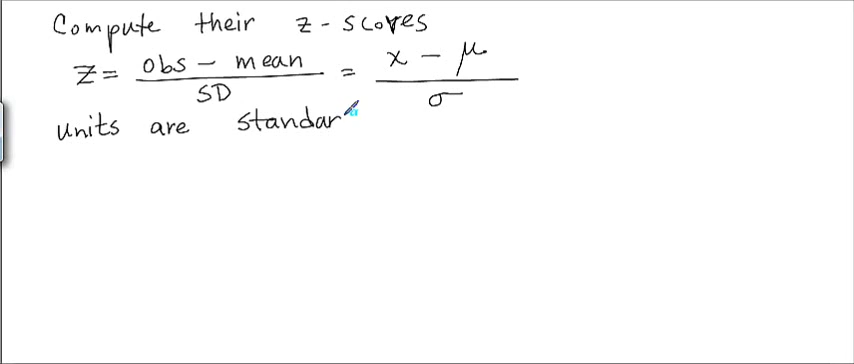 Compute their z-scores
Z = obs - mean / SD = x - μ / σ
units are standar